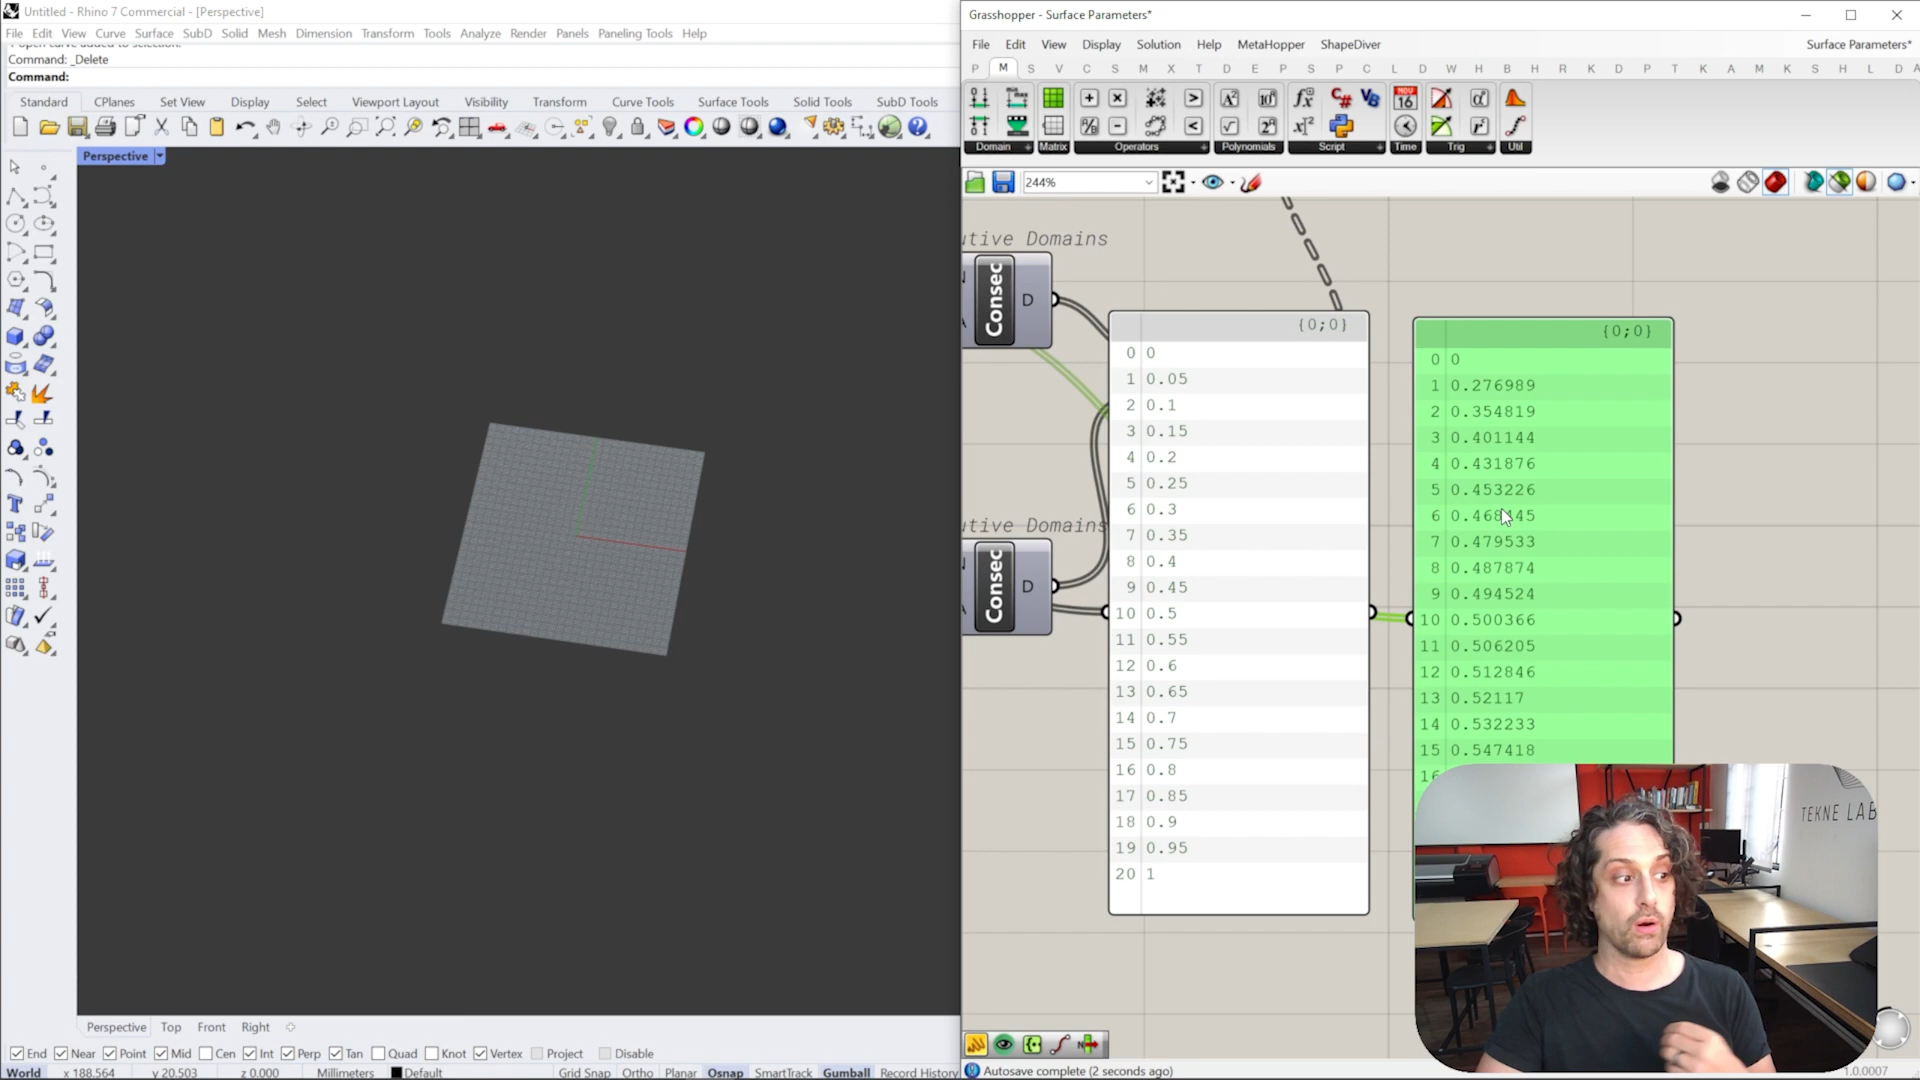 Untitled - Rhino 7 Commercial - [Perspective]
File Edit View Curve Surface SubD Solid Mesh Dimension Transform Tools Analyze Render Panels Paneling Tools Help
Command: _Delete
Command:
Standard CPlanes Set View Display Select Viewport Layout Visibility Transform Curve Tools Surface Tools Solid Tools SubD Tools
Perspective
Perspective Top Front Right
End Near Point Mid Cen Int Perp Tan Quad Knot Vertex Project Disable
World x 188.564 y 20.503 z 0.000 Millimeters Default Grid Snap Ortho Planar Osnap SmartTrack Gumball Record History
Grasshopper - Surface Parameters*
File Edit View Display Solution Help MetaHopper ShapeDiver Surface Parameters*
P M S V C S M X T D E P S P C L D W H B H R K D P T K A M K S H L D A
Domain Matrix Operators Polynomials Script Time Trig Util
244%
utive Domains
Consec D
utive Domains
Consec D
{0;0}
0 0
1 0.05
2 0.1
3 0.15
4 0.2
5 0.25
6 0.3
7 0.35
8 0.4
9 0.45
10 0.5
11 0.55
12 0.6
13 0.65
14 0.7
15 0.75
16 0.8
17 0.85
18 0.9
19 0.95
20 1
{0;0}
0 0
1 0.276989
2 0.354819
3 0.401144
4 0.431876
5 0.453226
6
7 0.479533
8 0.487874
9 0.494524
10 0.500366
11 0.506205
12 0.512846
13 0.52117
14 0.532233
15 0.547418
16
TEKNE LAB
Autosave complete (2 seconds ago)
1.0.0007